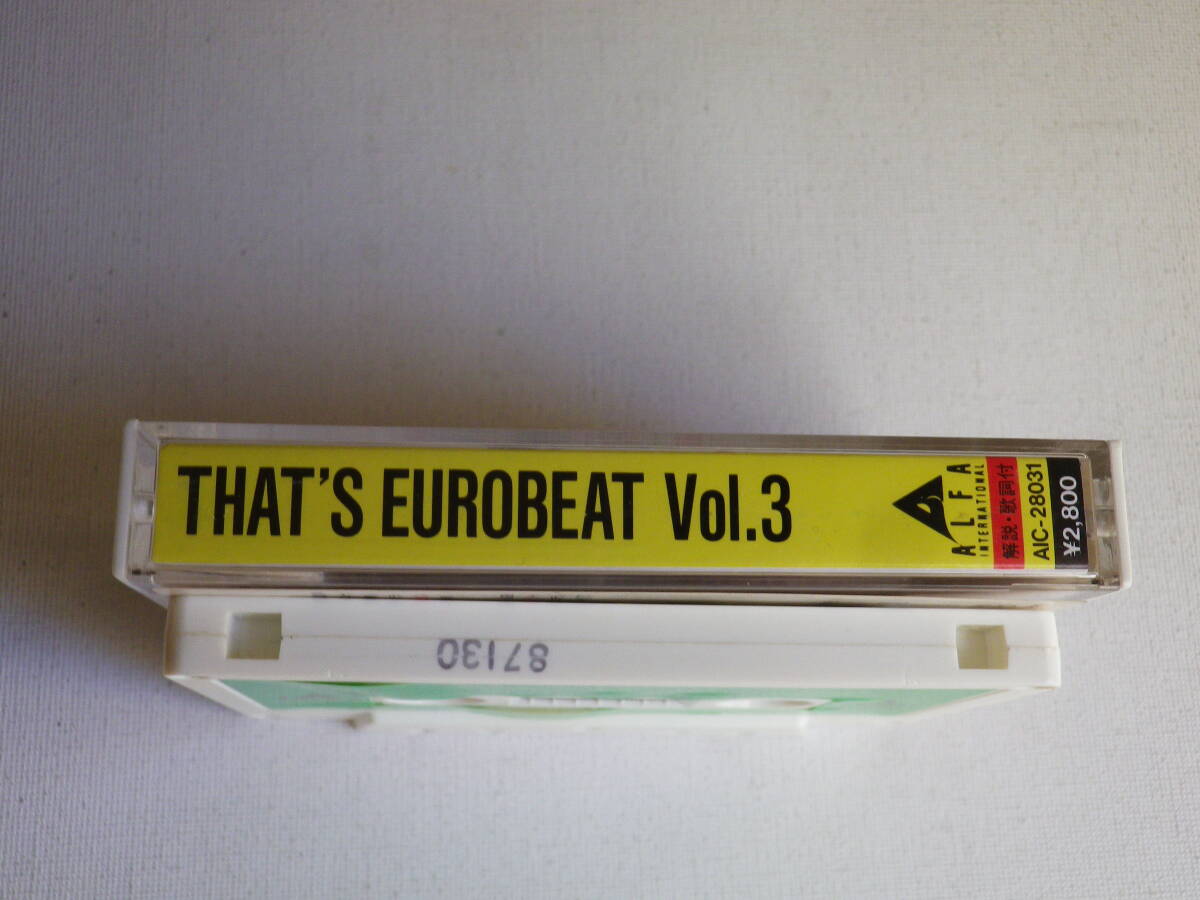 THAT'S EUROBEAT Vol.3
ALFA
INTERNATIONAL
解説・歌詞付
AIC-28031
¥2,800
87130